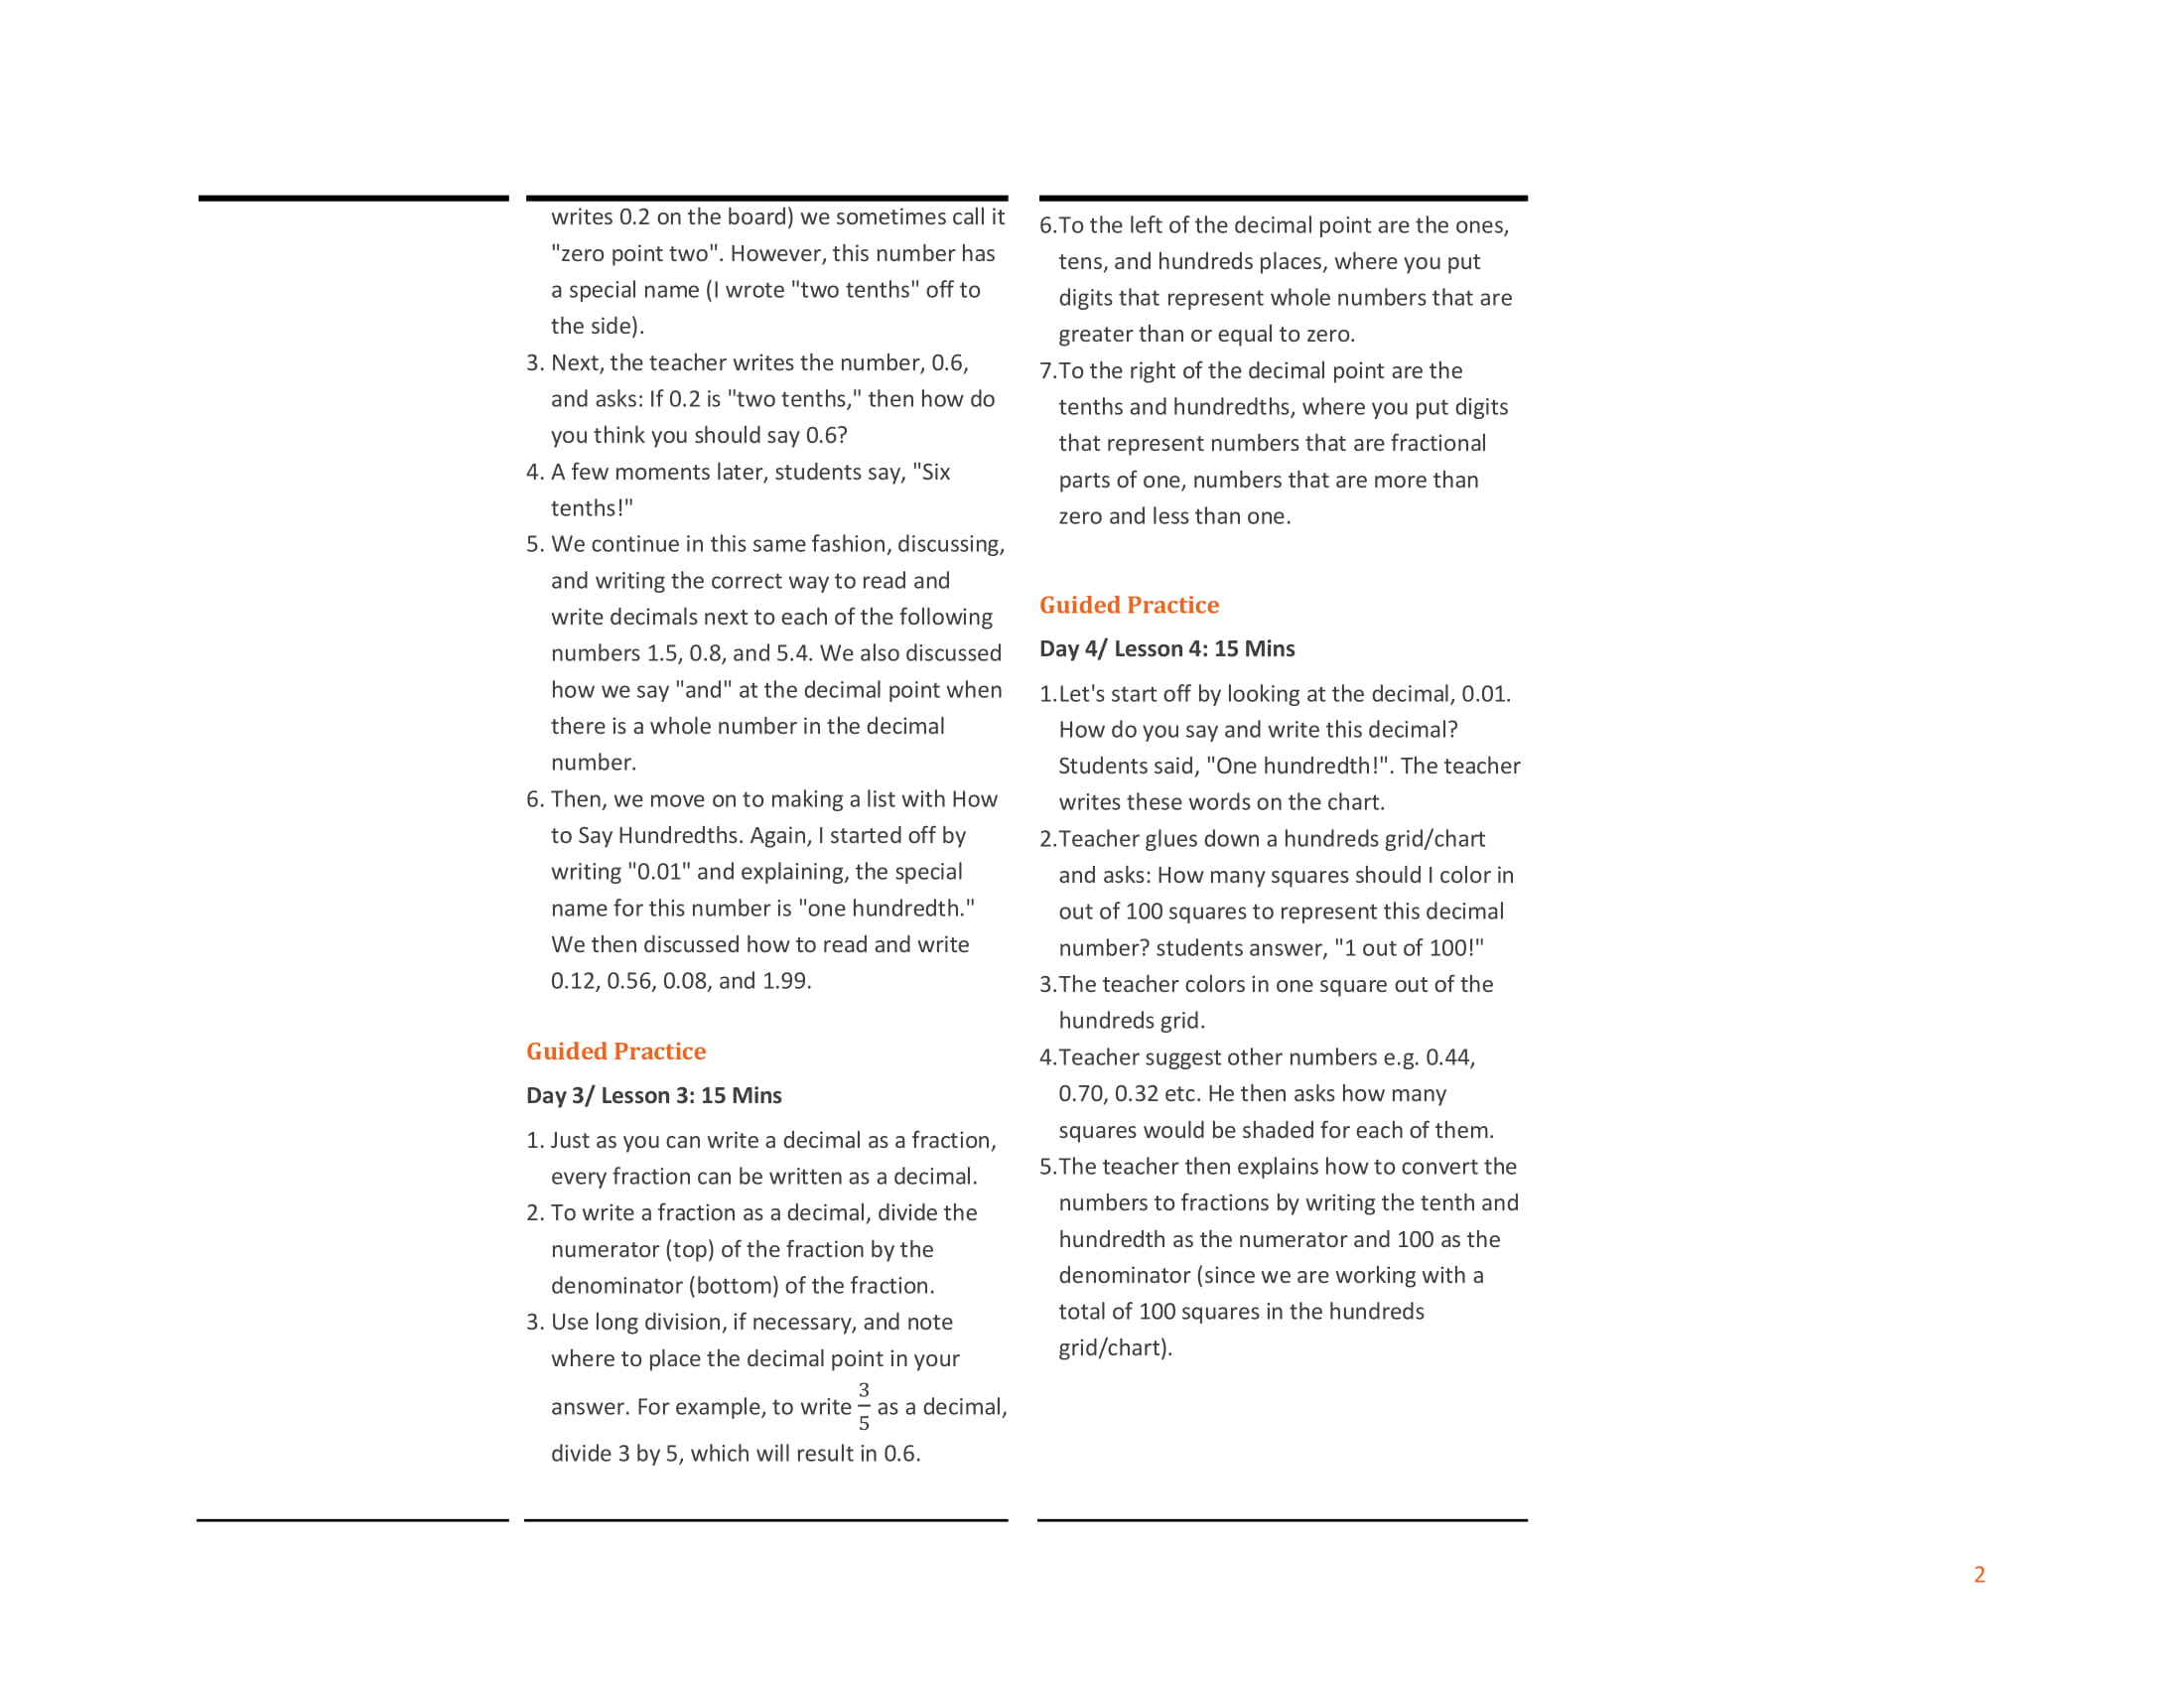 writes 0.2 on the board) we sometimes call it
"zero point two". However, this number has
a special name (I wrote "two tenths" off to
the side).
3. Next, the teacher writes the number, 0.6,
and asks: If 0.2 is "two tenths," then how do
you think you should say 0.6?
4. A few moments later, students say, "Six
tenths!"
5. We continue in this same fashion, discussing,
and writing the correct way to read and
write decimals next to each of the following
numbers 1.5, 0.8, and 5.4. We also discussed
how we say "and" at the decimal point when
there is a whole number in the decimal
number.
6. Then, we move on to making a list with How
to Say Hundredths. Again, I started off by
writing "0.01" and explaining, the special
name for this number is "one hundredth."
We then discussed how to read and write
0.12, 0.56, 0.08, and 1.99.
Guided Practice
Day 3/ Lesson 3: 15 Mins
1. Just as you can write a decimal as a fraction,
every fraction can be written as a decimal.
2. To write a fraction as a decimal, divide the
numerator (top) of the fraction by the
denominator (bottom) of the fraction.
3. Use long division, if necessary, and note
where to place the decimal point in your
answer. For example, to write 3/5 as a decimal,
divide 3 by 5, which will result in 0.6.
6.To the left of the decimal point are the ones,
tens, and hundreds places, where you put
digits that represent whole numbers that are
greater than or equal to zero.
7.To the right of the decimal point are the
tenths and hundredths, where you put digits
that represent numbers that are fractional
parts of one, numbers that are more than
zero and less than one.
Guided Practice
Day 4/ Lesson 4: 15 Mins
1.Let's start off by looking at the decimal, 0.01.
How do you say and write this decimal?
Students said, "One hundredth!". The teacher
writes these words on the chart.
2.Teacher glues down a hundreds grid/chart
and asks: How many squares should I color in
out of 100 squares to represent this decimal
number? students answer, "1 out of 100!"
3.The teacher colors in one square out of the
hundreds grid.
4.Teacher suggest other numbers e.g. 0.44,
0.70, 0.32 etc. He then asks how many
squares would be shaded for each of them.
5.The teacher then explains how to convert the
numbers to fractions by writing the tenth and
hundredth as the numerator and 100 as the
denominator (since we are working with a
total of 100 squares in the hundreds
grid/chart).
2